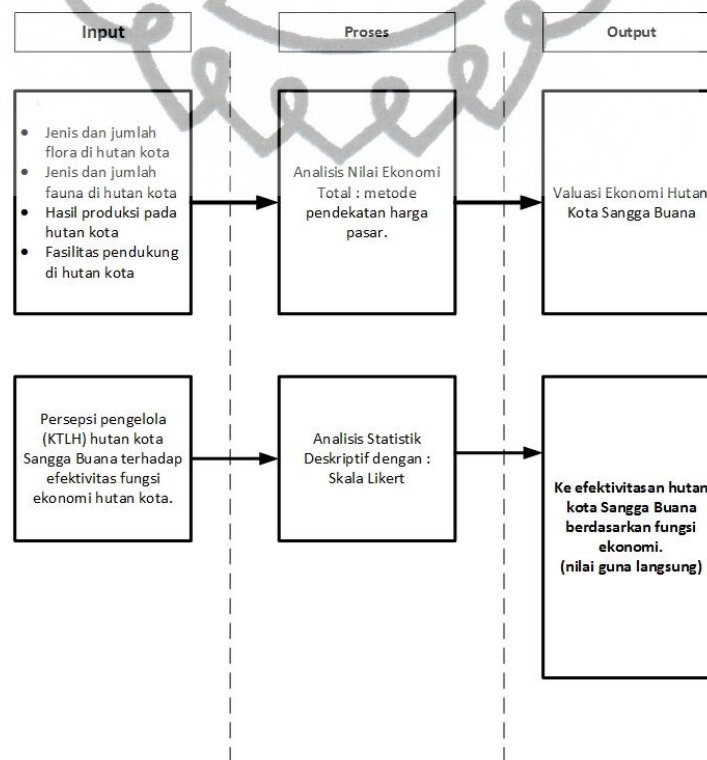 Input
Proses
Output
• Jenis dan jumlah
flora di hutan kota
• Jenis dan jumlah
fauna di hutan kota
• Hasil produksi pada
hutan kota
• Fasilitas pendukung
di hutan kota
Analisis Nilai Ekonomi
Total : metode
pendekatan harga
pasar.
Valuasi Ekonomi Hutan
Kota Sangga Buana
Persepsi pengelola
(KTLH) hutan kota
Sangga Buana terhadap
efektivitas fungsi
ekonomi hutan kota.
Analisis Statistik
Deskriptif dengan :
Skala Likert
Ke efektivitasan hutan
kota Sangga Buana
berdasarkan fungsi
ekonomi.
(nilai guna langsung)